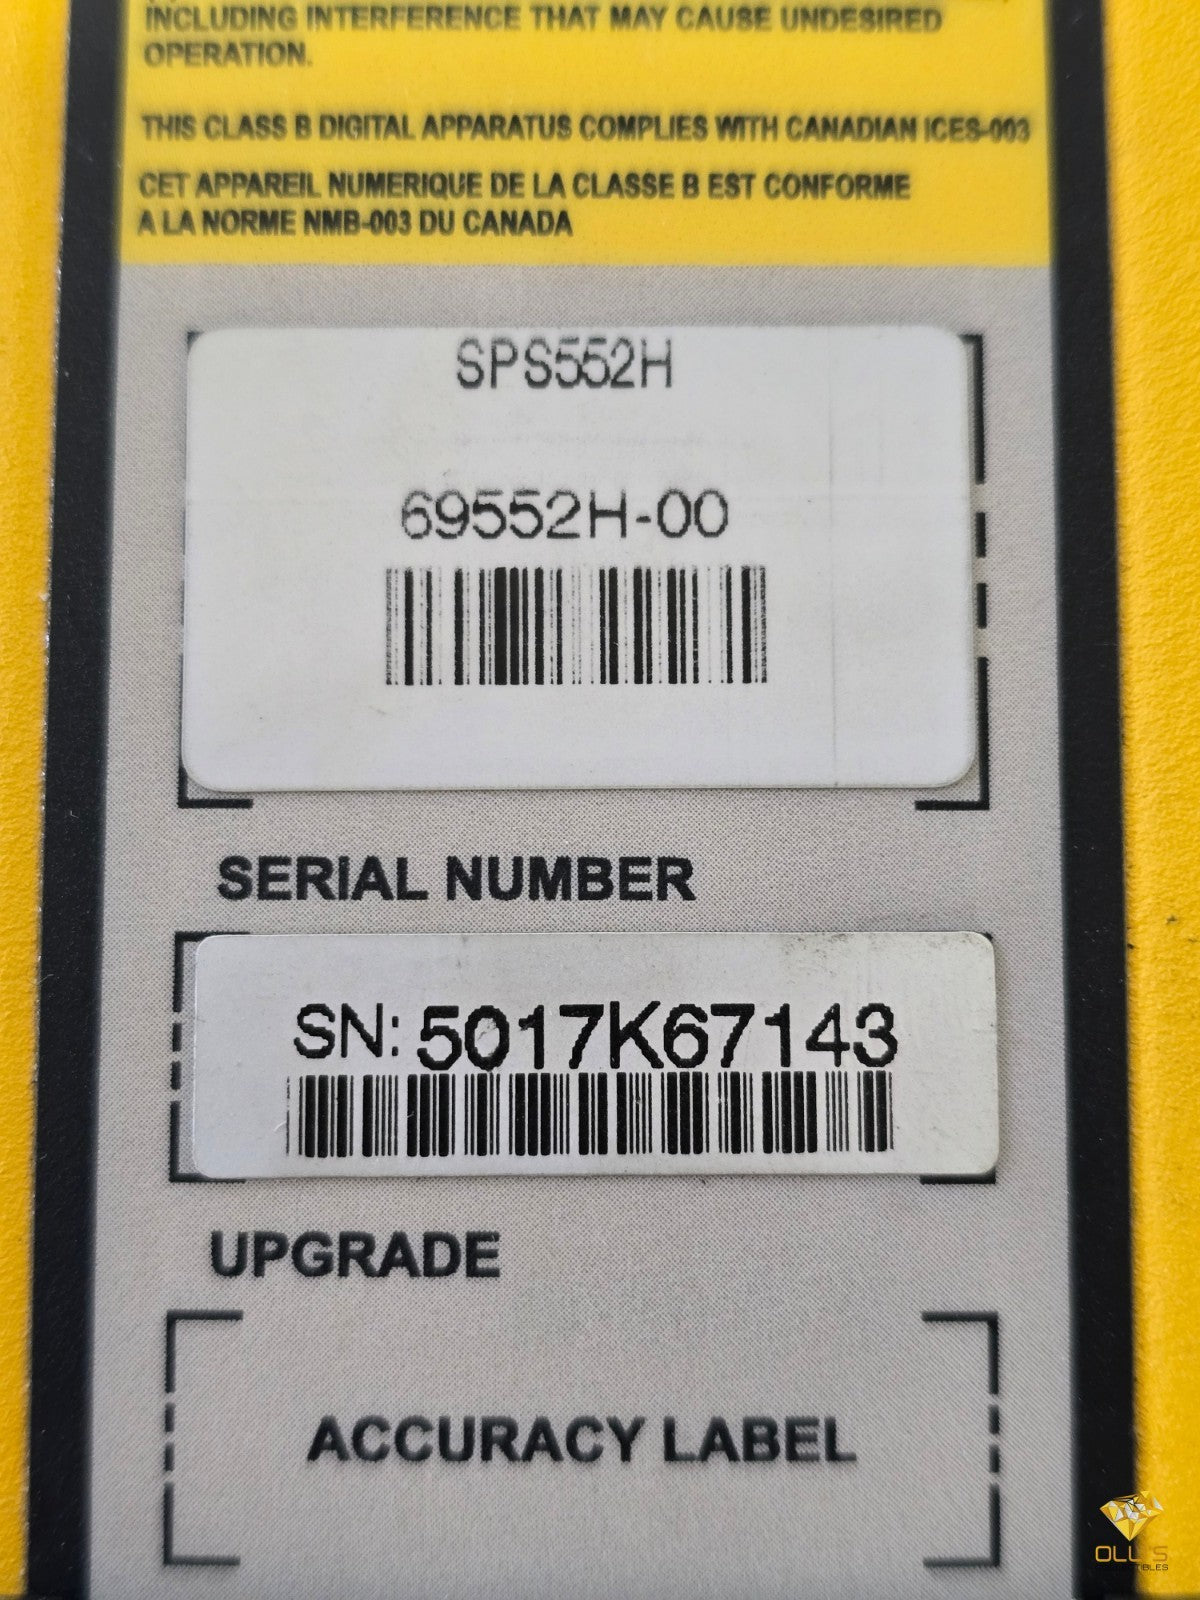 INCLUDING INTERFERENCE THAT MAY CAUSE UNDESIRED
OPERATION.
THIS CLASS B DIGITAL APPARATUS COMPLIES WITH CANADIAN ICES-003
CET APPAREIL NUMERIQUE DE LA CLASSE B EST CONFORME
A LA NORME NMB-003 DU CANADA
SPS552H
69552H-00
SERIAL NUMBER
SN: 5017K67143
UPGRADE
ACCURACY LABEL
OLL'S